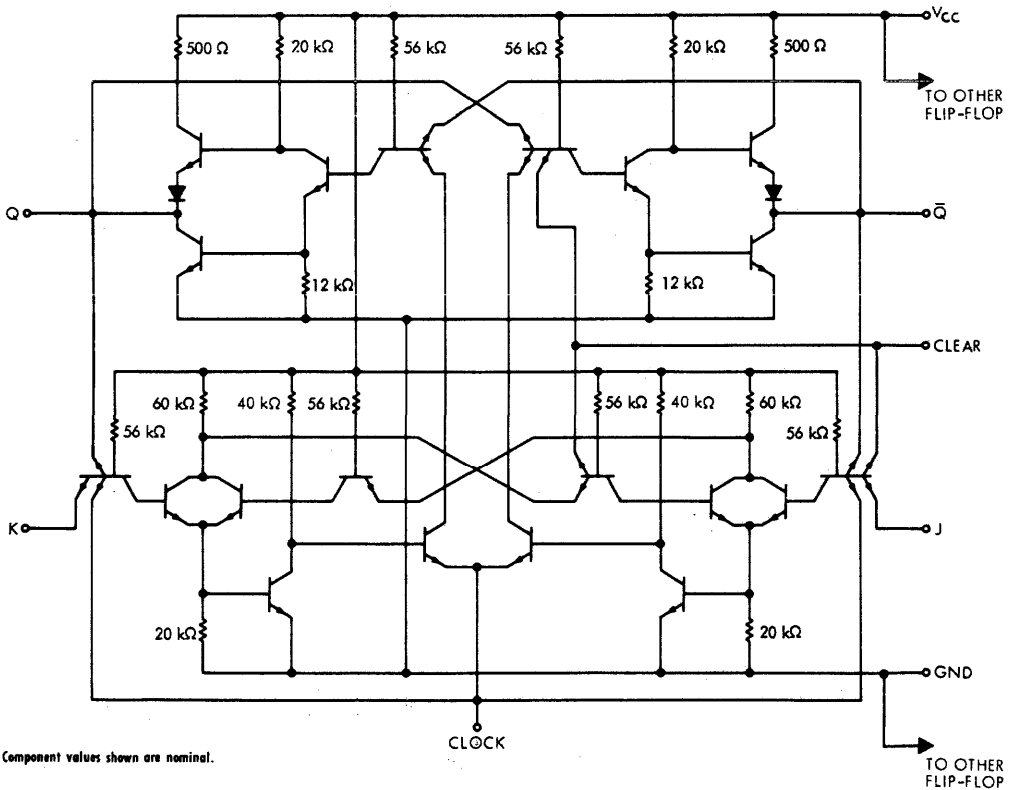 VCC
500 Ω
20 kΩ
56 kΩ
56 kΩ
20 kΩ
500 Ω
TO OTHER
FLIP-FLOP
Q
Q̅
12 kΩ
12 kΩ
CLEAR
60 kΩ
40 kΩ
56 kΩ
56 kΩ
40 kΩ
60 kΩ
56 kΩ
56 kΩ
K
J
20 kΩ
20 kΩ
GND
CLOCK
Component values shown are nominal.
TO OTHER
FLIP-FLOP